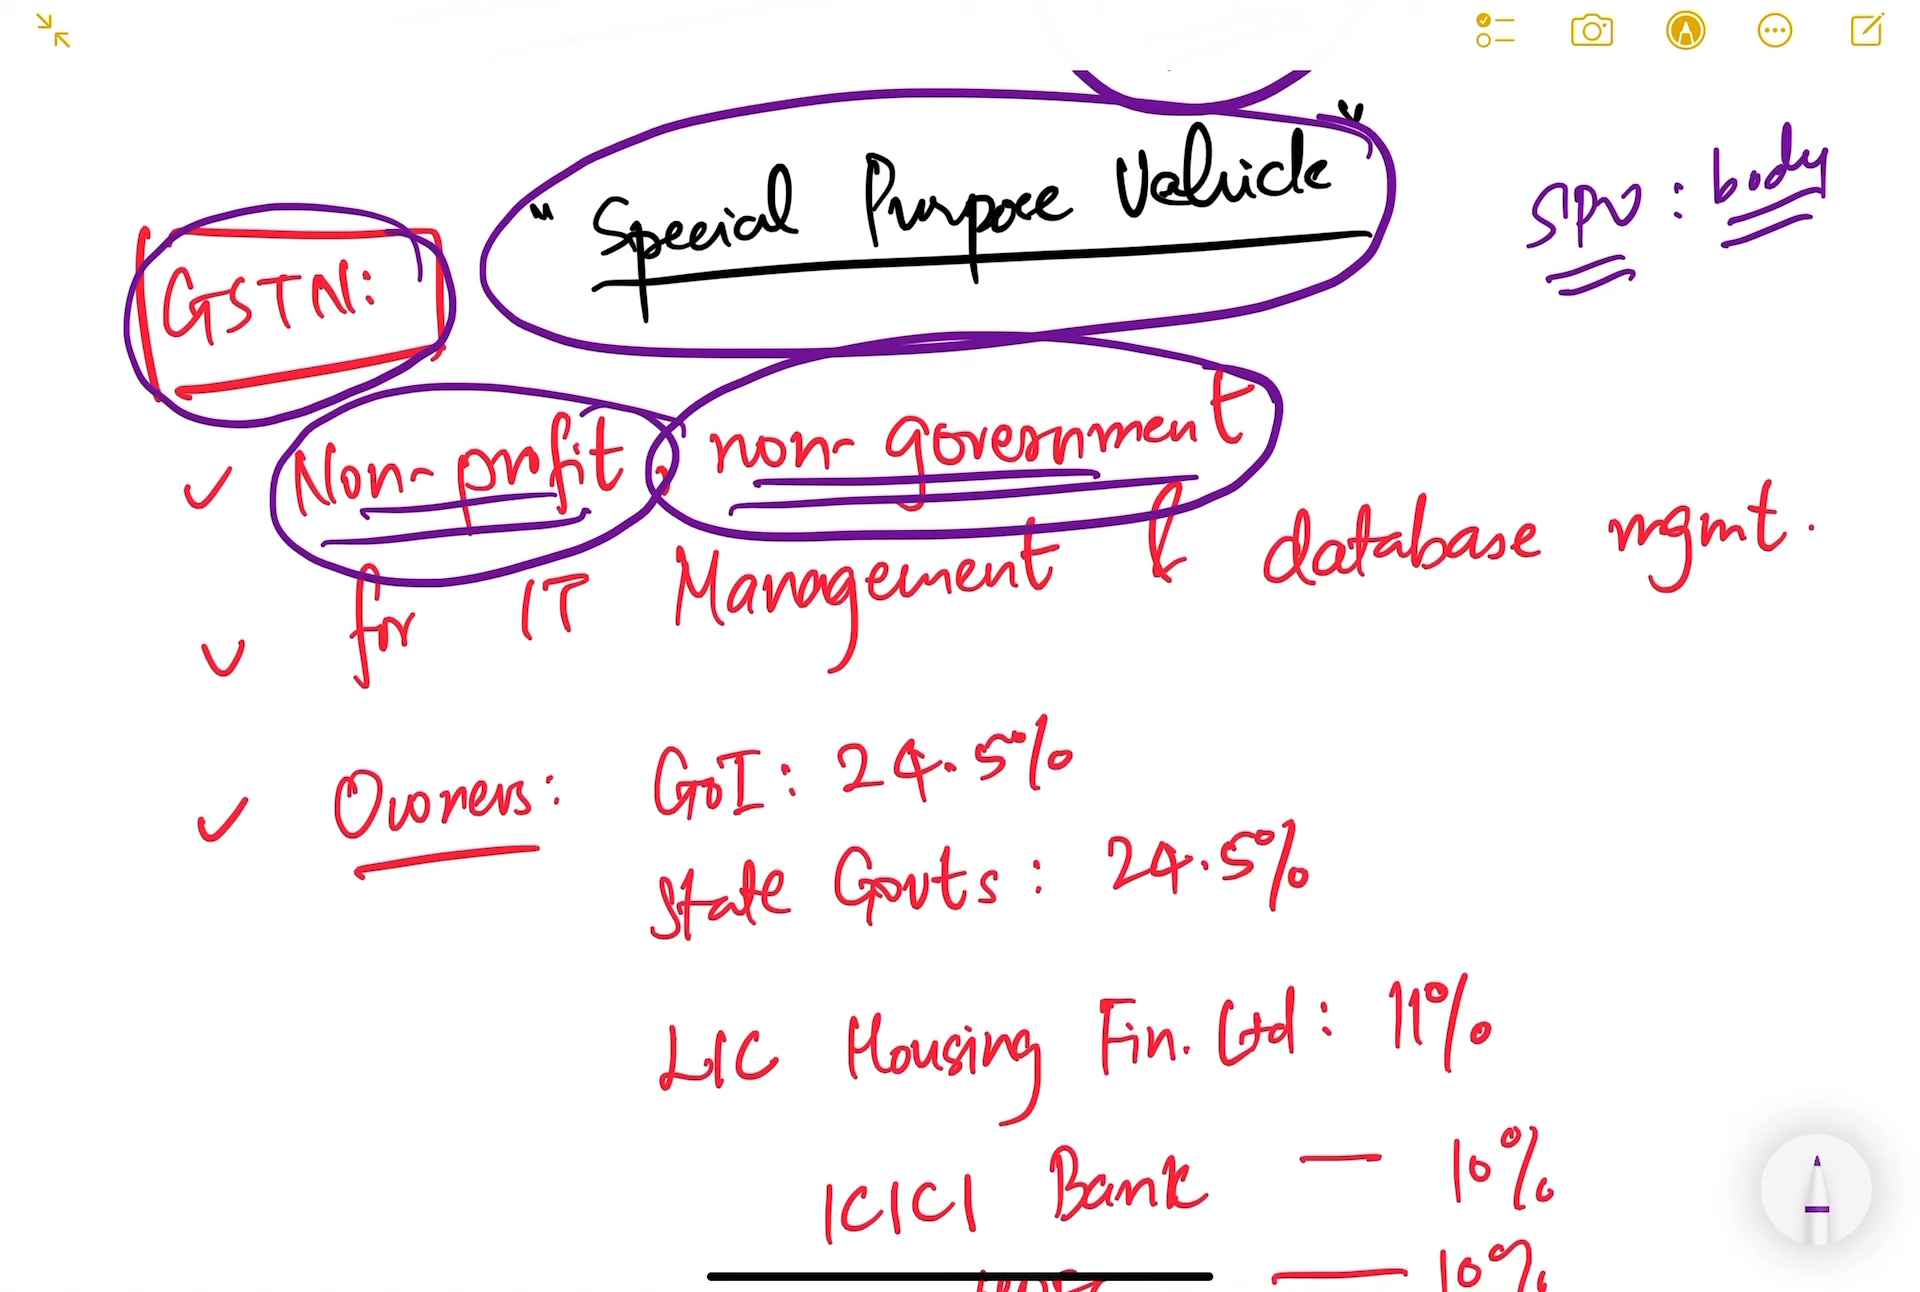 "Special Purpose Vehicle"
SPV : body
GSTN:
Non-profit, non-government
for IT Management & database mgmt.
Owners: GoI: 24.5%
State Govts: 24.5%
LIC Housing Fin. Ltd: 11%
ICICI Bank — 10%
— 10%